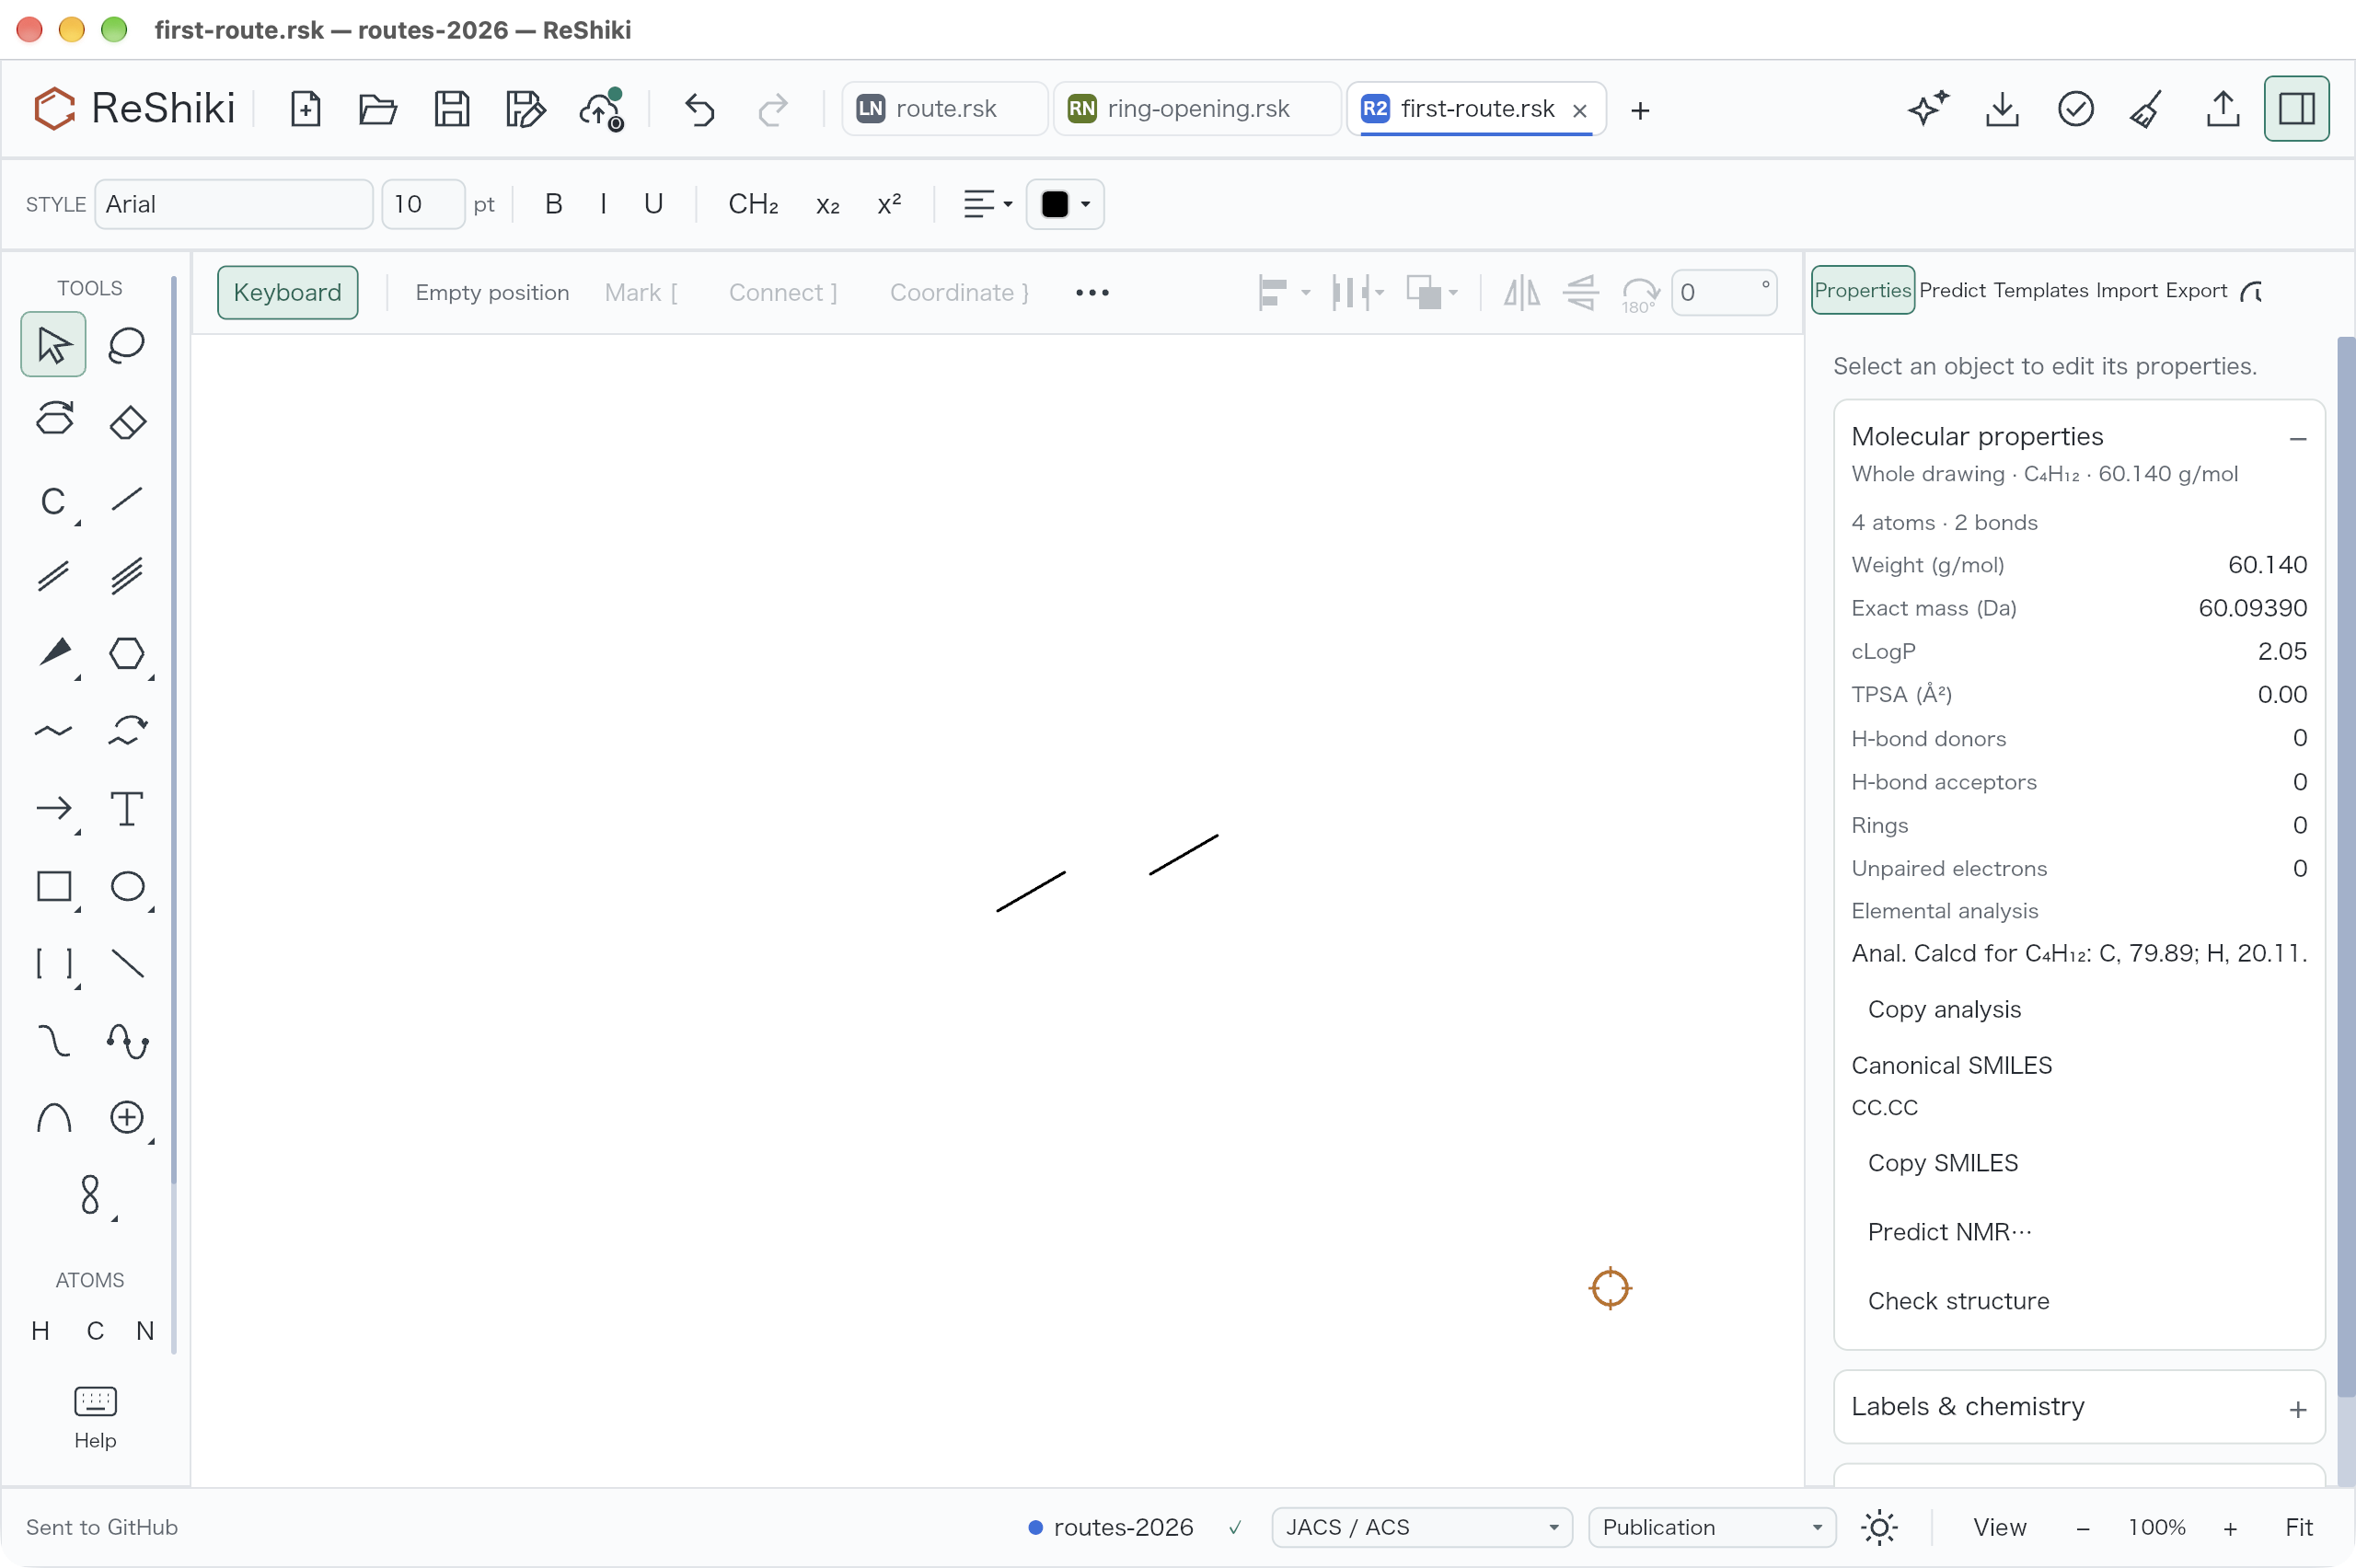 first-route.rsk — routes-2026 — ReShiki
ReShiki
LN route.rsk
RN ring-opening.rsk
R2 first-route.rsk ×
+
STYLE Arial 10 pt B I U CH₂ x₂ x²
TOOLS
Keyboard Empty position Mark [ Connect ] Coordinate } ••• 180° 0 °
Properties Predict Templates Import Export
C
T
[ ]
ATOMS
H C N
Help
Select an object to edit its properties.
Molecular properties −
Whole drawing · C₄H₁₂ · 60.140 g/mol
4 atoms · 2 bonds
Weight (g/mol) 60.140
Exact mass (Da) 60.09390
cLogP 2.05
TPSA (Å²) 0.00
H-bond donors 0
H-bond acceptors 0
Rings 0
Unpaired electrons 0
Elemental analysis
Anal. Calcd for C₄H₁₂: C, 79.89; H, 20.11.
Copy analysis
Canonical SMILES
CC.CC
Copy SMILES
Predict NMR…
Check structure
Labels & chemistry +
Sent to GitHub routes-2026 ✓ JACS / ACS Publication View − 100% + Fit